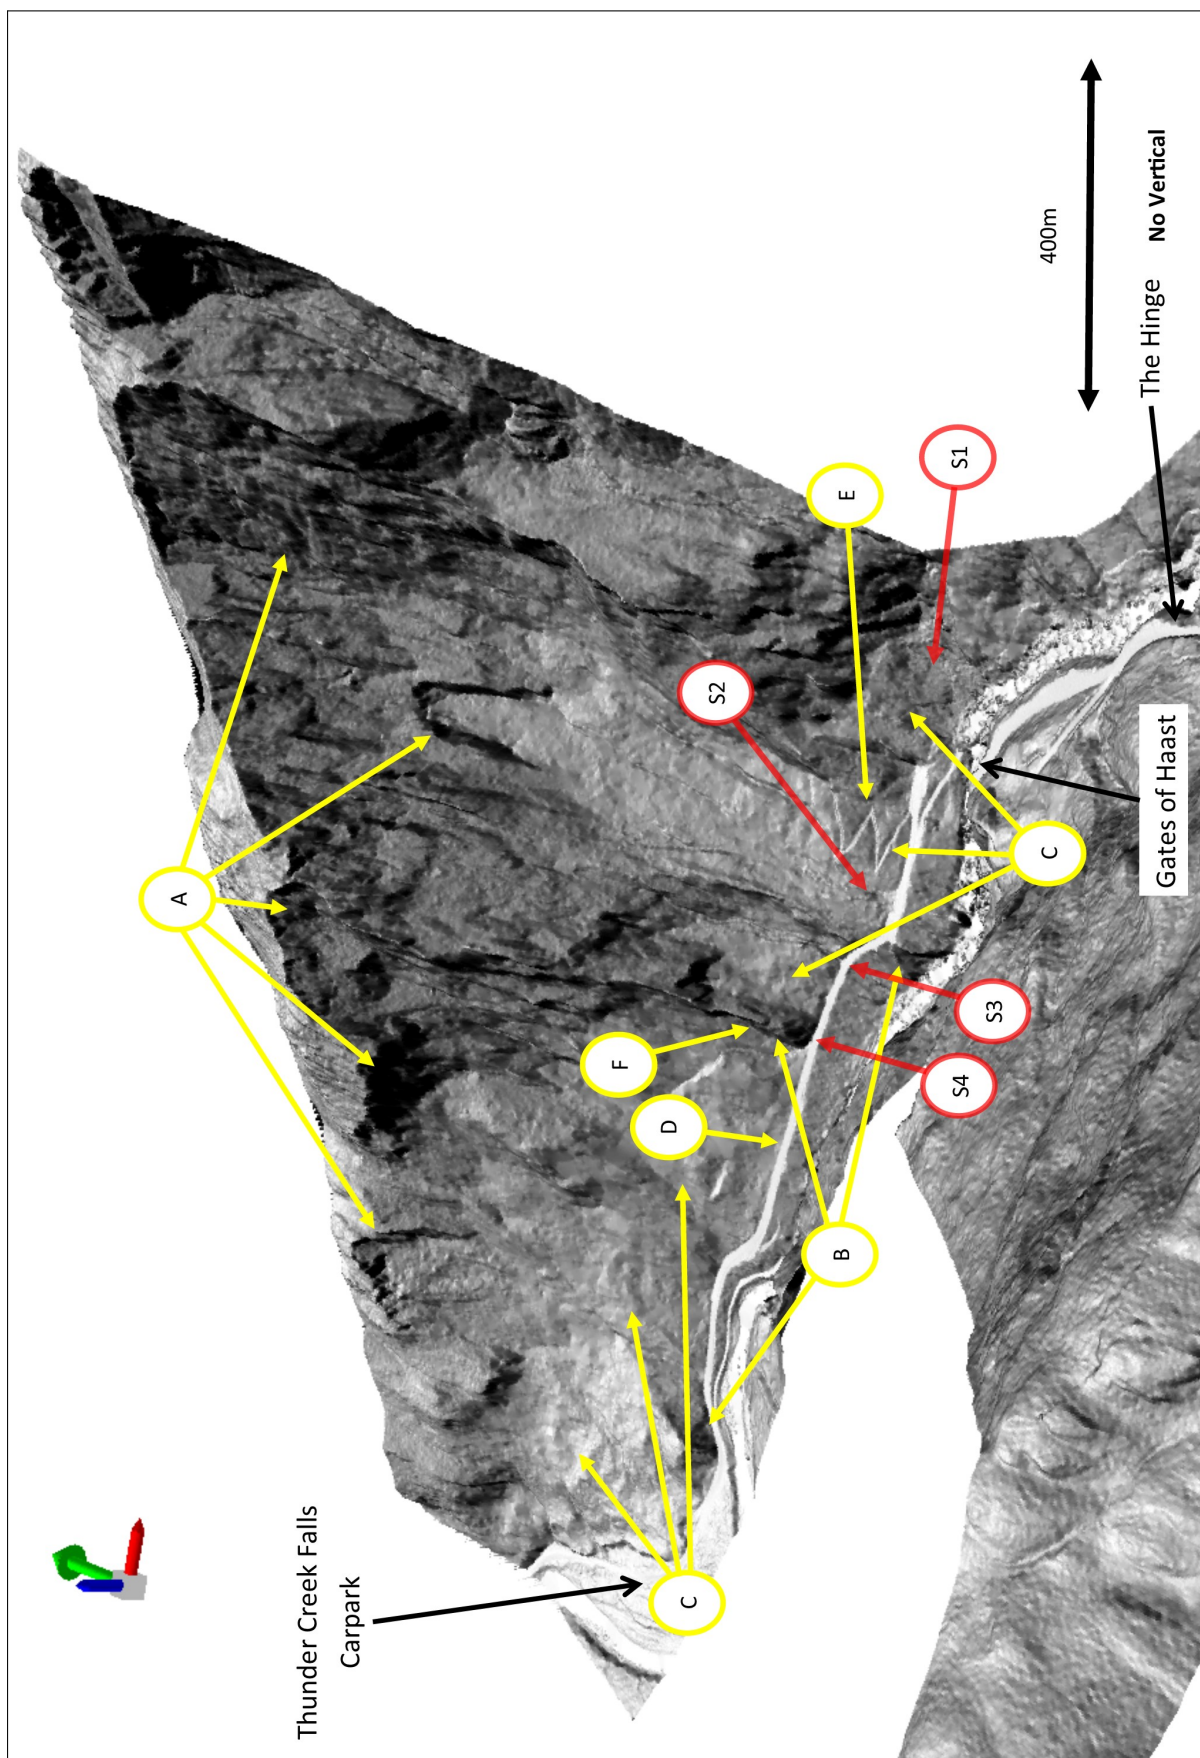 A
S2
E
S1
400m
F
D
C
B
S4
S3
C
Thunder Creek Falls
Carpark
Gates of Haast
The Hinge
No Vertical